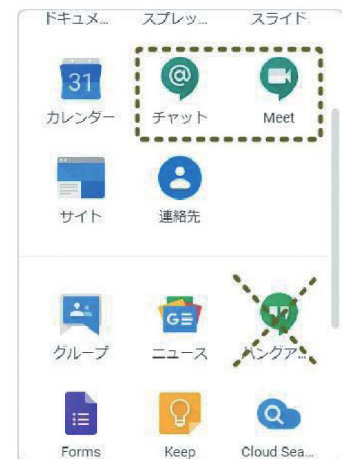 ドキュメ... スプレッ... スライド
31
カレンダー チャット Meet
サイト 連絡先
GE
グループ ニュース ハングア...
Forms Keep Cloud Sea...